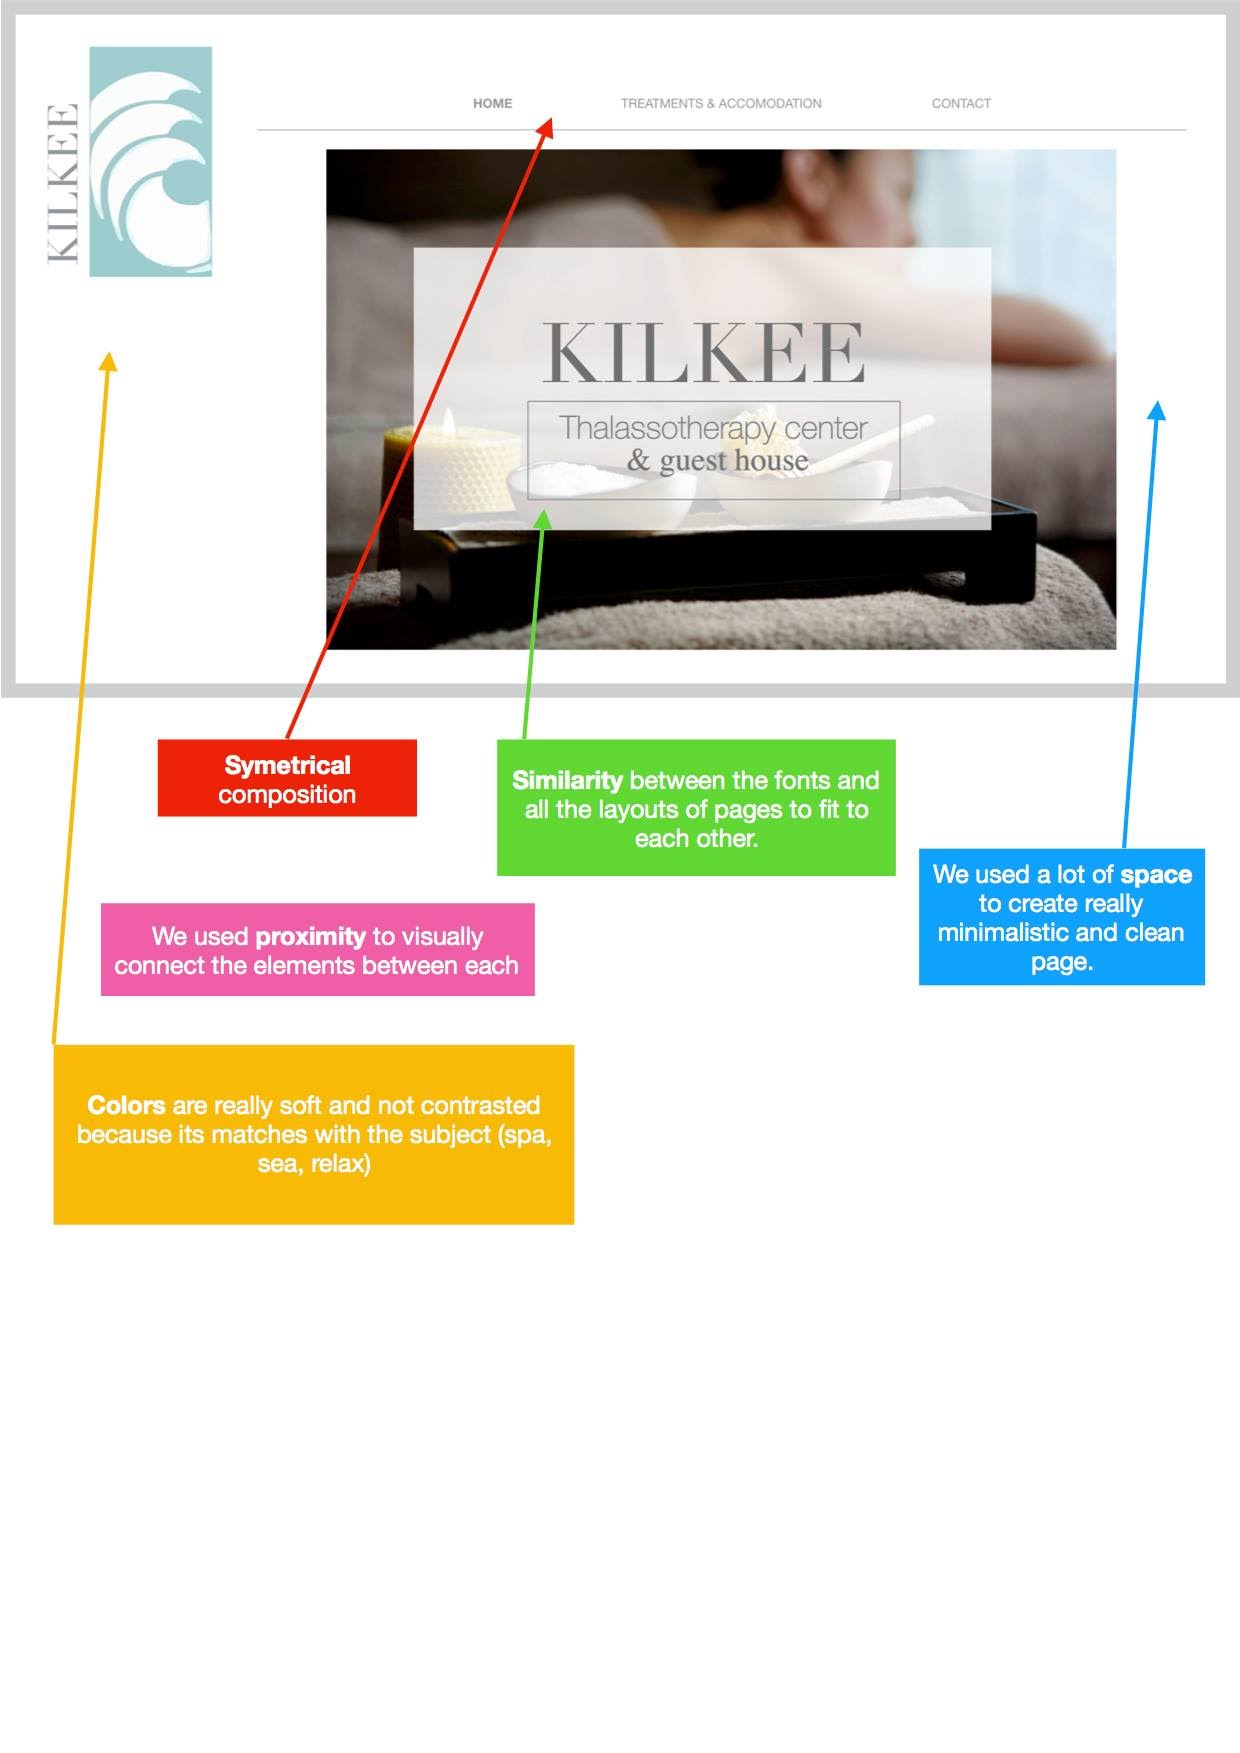 KILKEE
HOME
TREATMENTS & ACCOMODATION
CONTACT
KILKEE
Thalassotherapy center
& guest house
Symetrical
composition
Similarity between the fonts and
all the layouts of pages to fit to
each other.
We used a lot of space
to create really
minimalistic and clean
page.
We used proximity to visually
connect the elements between each
Colors are really soft and not contrasted
because its matches with the subject (spa,
sea, relax)